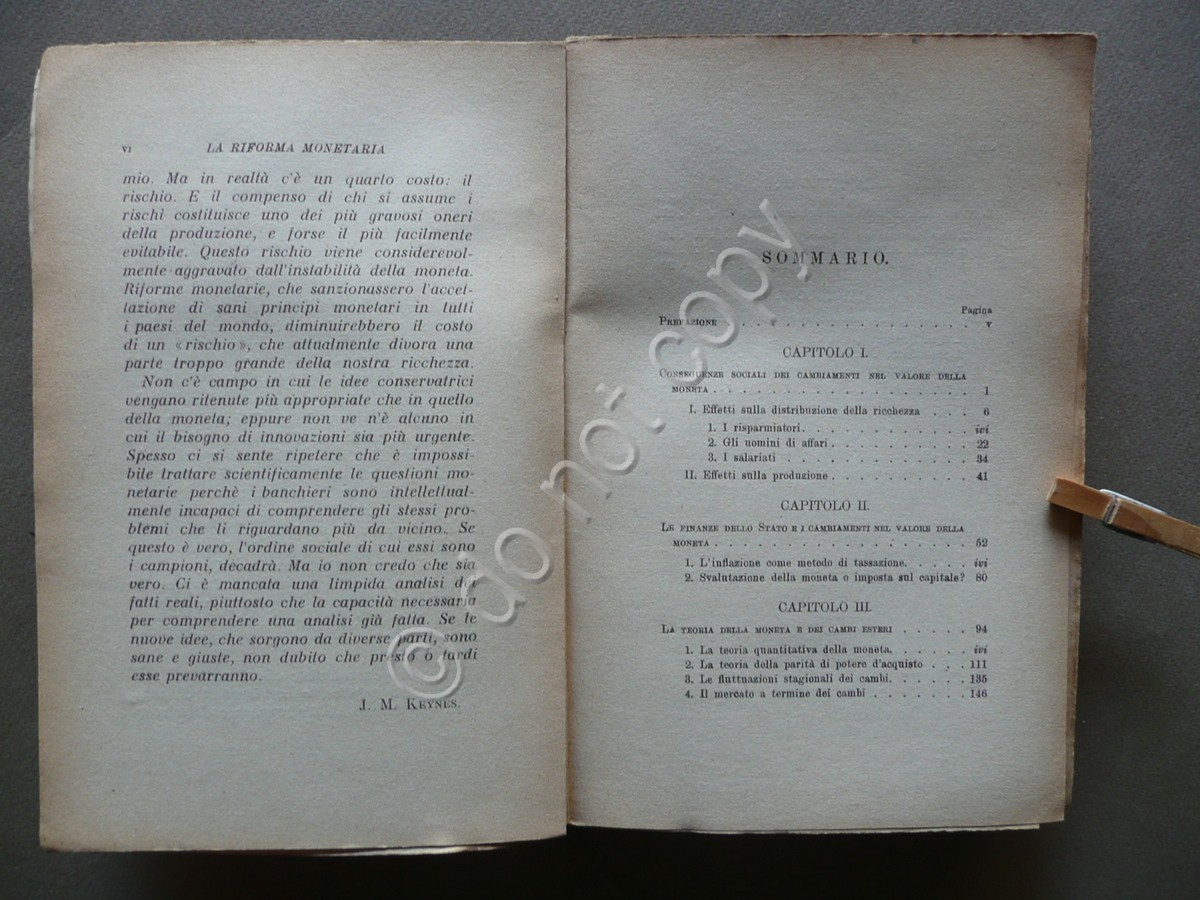 VI LA RIFORMA MONETARIA
mio. Ma in realtà c'è un quarto costo: il
rischio. E il compenso di chi si assume i
rischi costituisce uno dei più gravosi oneri
della produzione, e forse il più facilmente
evitabile. Questo rischio viene considerevol-
mente aggravato dall'instabilità della moneta.
Riforme monetarie, che sanzionassero l'accet-
tazione di sani principi monetari in tutti
i paesi del mondo, diminuirebbero il costo
di un «rischio», che attualmente divora una
parte troppo grande della nostra ricchezza.
Non c'è campo in cui le idee conservatrici
vengano ritenute più appropriate che in quello
della moneta; eppure non ve n'è alcuno in
cui il bisogno di innovazioni sia più urgente.
Spesso ci si sente ripetere che è impossi-
bile trattare scientificamente le questioni mo-
netarie perchè i banchieri sono intellettual-
mente incapaci di comprendere gli stessi pro-
blemi che li riguardano più da vicino. Se
questo è vero, l'ordine sociale di cui essi sono
i campioni, decadrà. Ma io non credo che sia
vero. Ci è mancata una limpida analisi dei
fatti reali, piuttosto che la capacità necessaria
per comprendere una analisi già fatta. Se le
nuove idee, che sorgono da diverse parti, sono
sane e giuste, non dubito che presto o tardi
esse prevarranno.
J. M. KEYNES.
SOMMARIO.
Pagina
PREFAZIONE . . . . . . . . . . . . . . . . V
CAPITOLO I.
CONSEGUENZE SOCIALI DEI CAMBIAMENTI NEL VALORE DELLA
MONETA . . . . . . . . . . . . . . . . 1
I. Effetti sulla distribuzione della ricchezza . . . 6
1. I risparmiatori. . . . . . . . . . . . ivi
2. Gli uomini di affari . . . . . . . . . . 22
3. I salariati . . . . . . . . . . . . . 34
II. Effetti sulla produzione . . . . . . . . . . 41
CAPITOLO II.
LE FINANZE DELLO STATO E I CAMBIAMENTI NEL VALORE DELLA
MONETA . . . . . . . . . . . . . . . . 52
1. L'inflazione come metodo di tassazione. . . . . ivi
2. Svalutazione della moneta o imposta sul capitale? 80
CAPITOLO III.
LA TEORIA DELLA MONETA E DEI CAMBI ESTERI . . . . . 94
1. La teoria quantitativa della moneta. . . . . . ivi
2. La teoria della parità di potere d'acquisto . . . 111
3. Le fluttuazioni stagionali dei cambi. . . . . . 135
4. Il mercato a termine dei cambi . . . . . . . 146
© do not copy